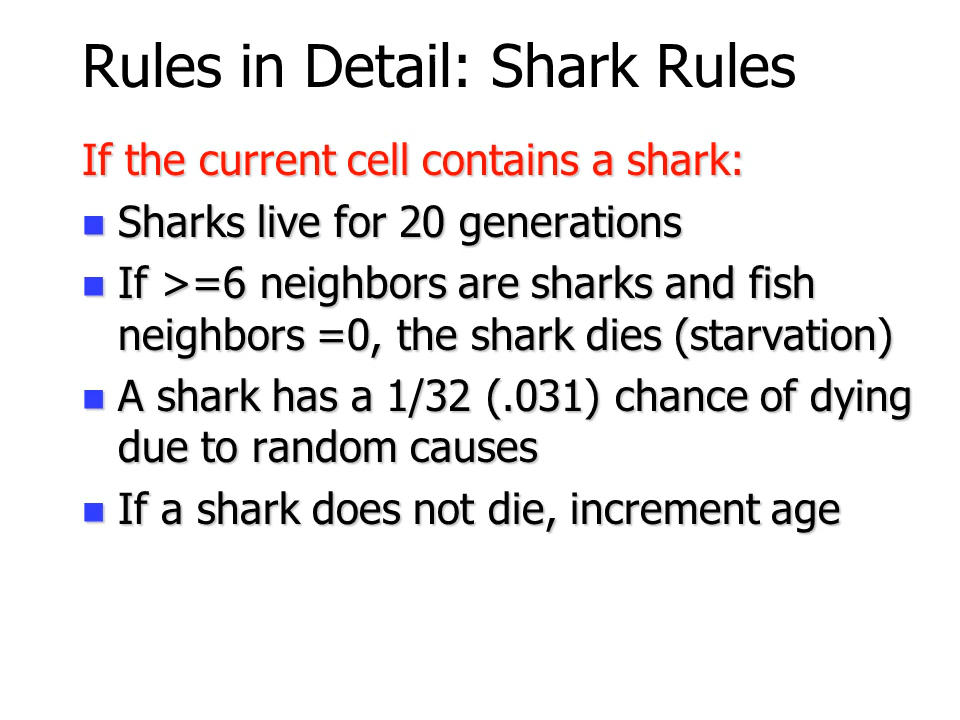 Rules in Detail: Shark Rules
If the current cell contains a shark:
Sharks live for 20 generations
If >=6 neighbors are sharks and fish
neighbors =0, the shark dies (starvation)
A shark has a 1/32 (.031) chance of dying
due to random causes
If a shark does not die, increment age